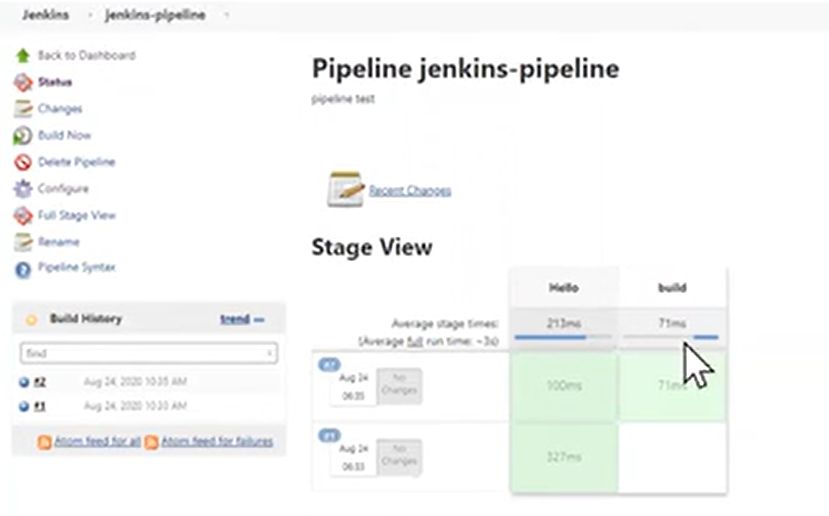 Jenkins jenkins-pipeline
Back to Dashboard
Status
Changes
Build Now
Delete Pipeline
Configure
Full Stage View
Rename
Pipeline Syntax
Build History trend
find
#2 Aug 24, 2020 10:35 AM
#1 Aug 24, 2020 10:33 AM
Atom feed for all Atom feed for failures
Pipeline jenkins-pipeline
pipeline test
Recent Changes
Stage View
Hello build
Average stage times: 213ms 71ms
(Average full run time: ~3s)
#2
Aug 24 No
06:35 Changes
100ms
#1
Aug 24 No
06:33 Changes
327ms